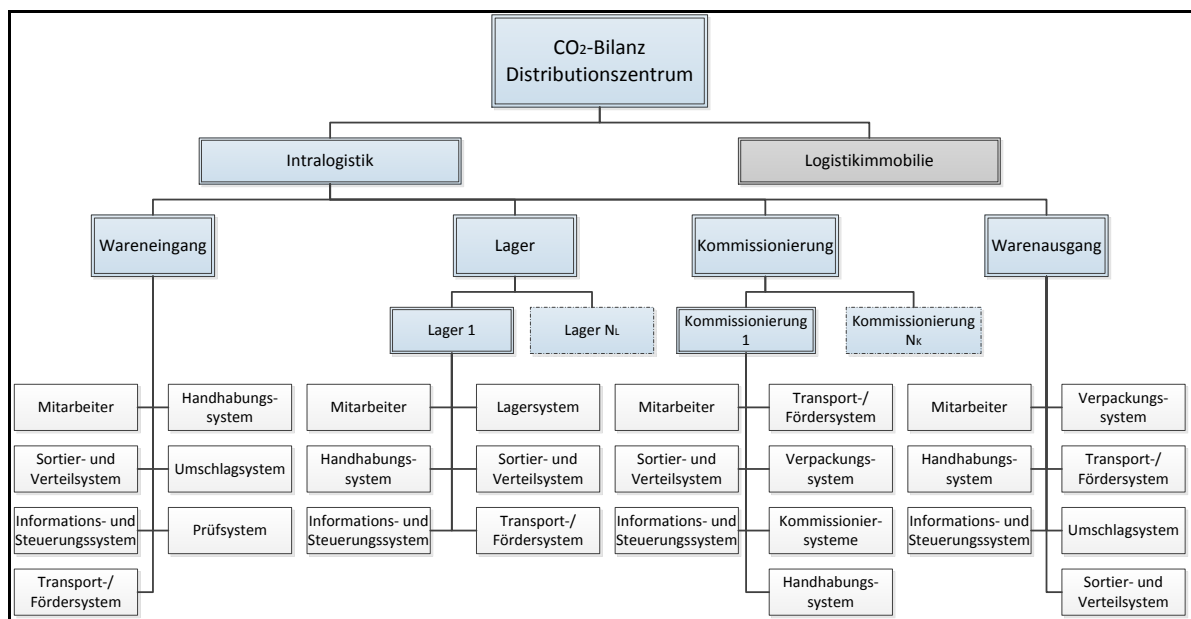 CO₂-Bilanz
Distributionszentrum
Intralogistik
Logistikimmobilie
Wareneingang
Lager
Kommissionierung
Warenausgang
Lager 1
Lager NL
Kommissionierung
1
Kommissionierung
NK
Mitarbeiter
Handhabungs-
system
Mitarbeiter
Lagersystem
Mitarbeiter
Transport-/
Fördersystem
Mitarbeiter
Verpackungs-
system
Sortier- und
Verteilsystem
Umschlagsystem
Handhabungs-
system
Sortier- und
Verteilsystem
Sortier- und
Verteilsystem
Verpackungs-
system
Handhabungs-
system
Transport-/
Fördersystem
Informations- und
Steuerungssystem
Prüfsystem
Informations- und
Steuerungssystem
Transport-/
Fördersystem
Informations- und
Steuerungssystem
Kommissionier-
systeme
Informations- und
Steuerungssystem
Umschlagsystem
Transport-/
Fördersystem
Handhabungs-
system
Sortier- und
Verteilsystem